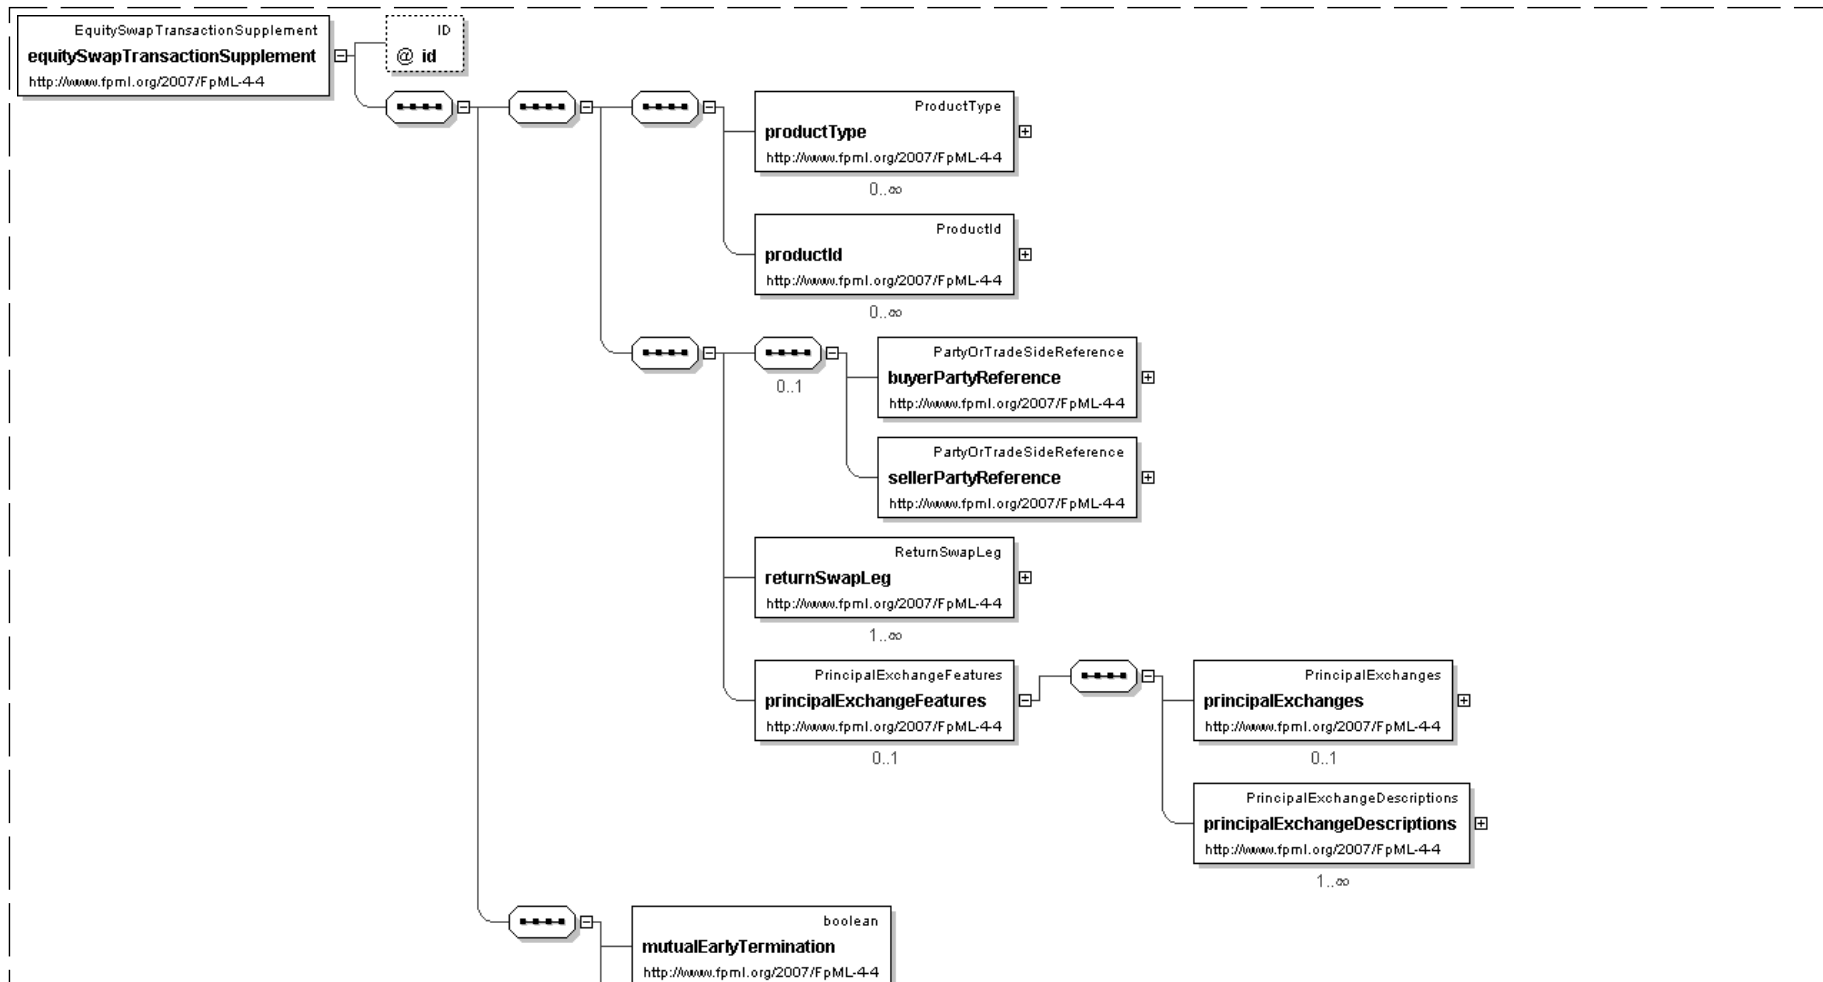 EquitySwapTransactionSupplement
equitySwapTransactionSupplement
http://www.fpml.org/2007/FpML-4-4
ID
@ id
ProductType
productType
http://www.fpml.org/2007/FpML-4-4
0..∞
ProductId
productId
http://www.fpml.org/2007/FpML-4-4
0..∞
0..1
PartyOrTradeSideReference
buyerPartyReference
http://www.fpml.org/2007/FpML-4-4
PartyOrTradeSideReference
sellerPartyReference
http://www.fpml.org/2007/FpML-4-4
ReturnSwapLeg
returnSwapLeg
http://www.fpml.org/2007/FpML-4-4
1..∞
PrincipalExchangeFeatures
principalExchangeFeatures
http://www.fpml.org/2007/FpML-4-4
0..1
PrincipalExchanges
principalExchanges
http://www.fpml.org/2007/FpML-4-4
0..1
PrincipalExchangeDescriptions
principalExchangeDescriptions
http://www.fpml.org/2007/FpML-4-4
1..∞
boolean
mutualEarlyTermination
http://www.fpml.org/2007/FpML-4-4